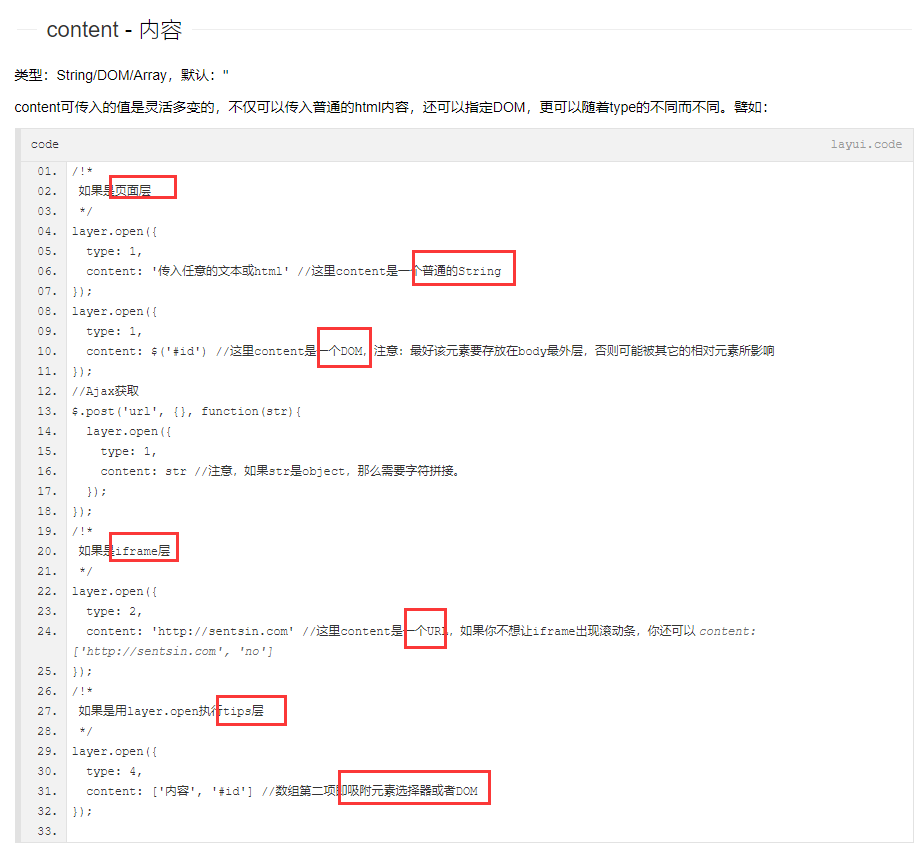 content - 内容
类型：String/DOM/Array，默认：''
content可传入的值是灵活多变的，不仅可以传入普通的html内容，还可以指定DOM，更可以随着type的不同而不同。譬如：
code layui.code
01. /!*
02. 如果是页面层
03. */
04. layer.open({
05. type: 1,
06. content: '传入任意的文本或html' //这里content是一个普通的String
07. });
08. layer.open({
09. type: 1,
10. content: $('#id') //这里content是一个DOM，注意：最好该元素要存放在body最外层，否则可能被其它的相对元素所影响
11. });
12. //Ajax获取
13. $.post('url', {}, function(str){
14. layer.open({
15. type: 1,
16. content: str //注意，如果str是object，那么需要字符拼接。
17. });
18. });
19. /!*
20. 如果是iframe层
21. */
22. layer.open({
23. type: 2,
24. content: 'http://sentsin.com' //这里content是一个URL，如果你不想让iframe出现滚动条，你还可以content:
['http://sentsin.com', 'no']
25. });
26. /!*
27. 如果是用layer.open执行tips层
28. */
29. layer.open({
30. type: 4,
31. content: ['内容', '#id'] //数组第二项即吸附元素选择器或者DOM
32. });
33.